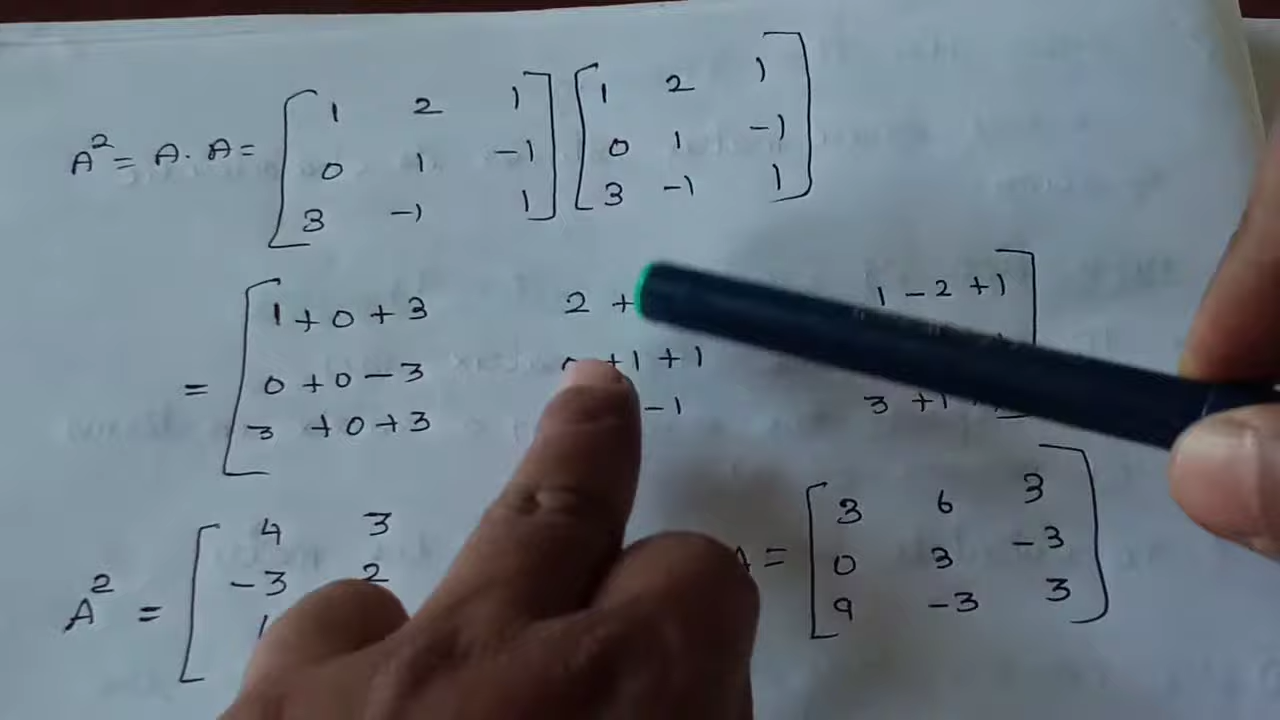 A² = A. A = [1 2 1] [1 2 1]
[0 1 -1] [0 1 -1]
[3 -1 1] [3 -1 1]
[1 + 0 + 3 2 + 1 - 2 + 1]
= [0 + 0 - 3 + 1 + 1
[3 + 0 + 3 - 1 3 + 1
A² = [4 3 A = [3 6 3]
[-3 2 [0 3 -3]
[9 -3 3]